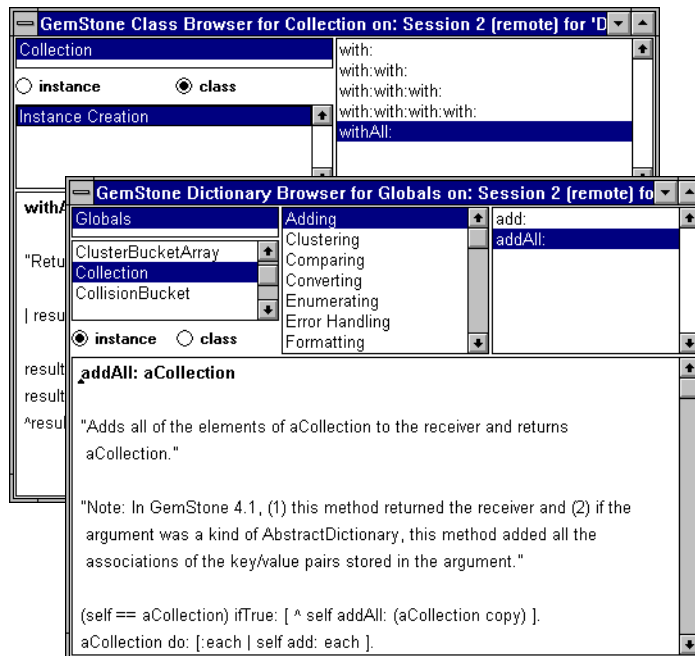 GemStone Class Browser for Collection on: Session 2 (remote) for 'D
Collection
instance class
Instance Creation
with:
with:with:
with:with:with:
with:with:with:with:
withAll:
"Retu
| resu
result
result
^resul
GemStone Dictionary Browser for Globals on: Session 2 (remote) fo
Globals
ClusterBucketArray
Collection
CollisionBucket
instance class
Adding
Clustering
Comparing
Converting
Enumerating
Error Handling
Formatting
add:
addAll:
addAll: aCollection
"Adds all of the elements of aCollection to the receiver and returns
aCollection."
"Note: In GemStone 4.1, (1) this method returned the receiver and (2) if the
argument was a kind of AbstractDictionary, this method added all the
associations of the key/value pairs stored in the argument."
(self == aCollection) ifTrue: [ ^ self addAll: (aCollection copy) ].
aCollection do: [:each | self add: each ].